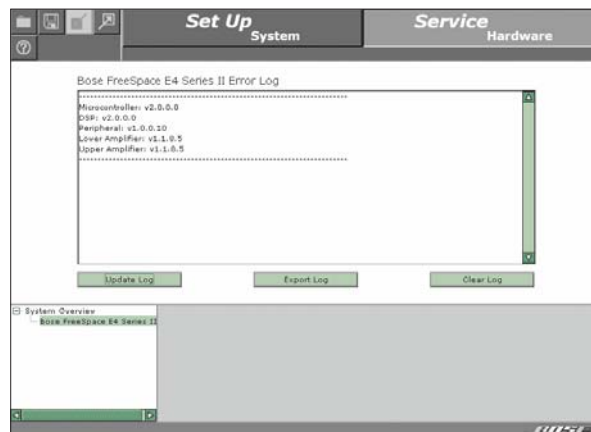 Set Up
System
Service
Hardware
Bose FreeSpace E4 Series II Error Log
Microcontroller: v2.0.0.0
DSP: v2.0.0.0
Peripheral: v1.0.0.10
Lower Amplifier: v1.1.0.5
Upper Amplifier: v1.1.0.5
Update Log
Export Log
Clear Log
System Overview
Bose FreeSpace E4 Series II
BOSE